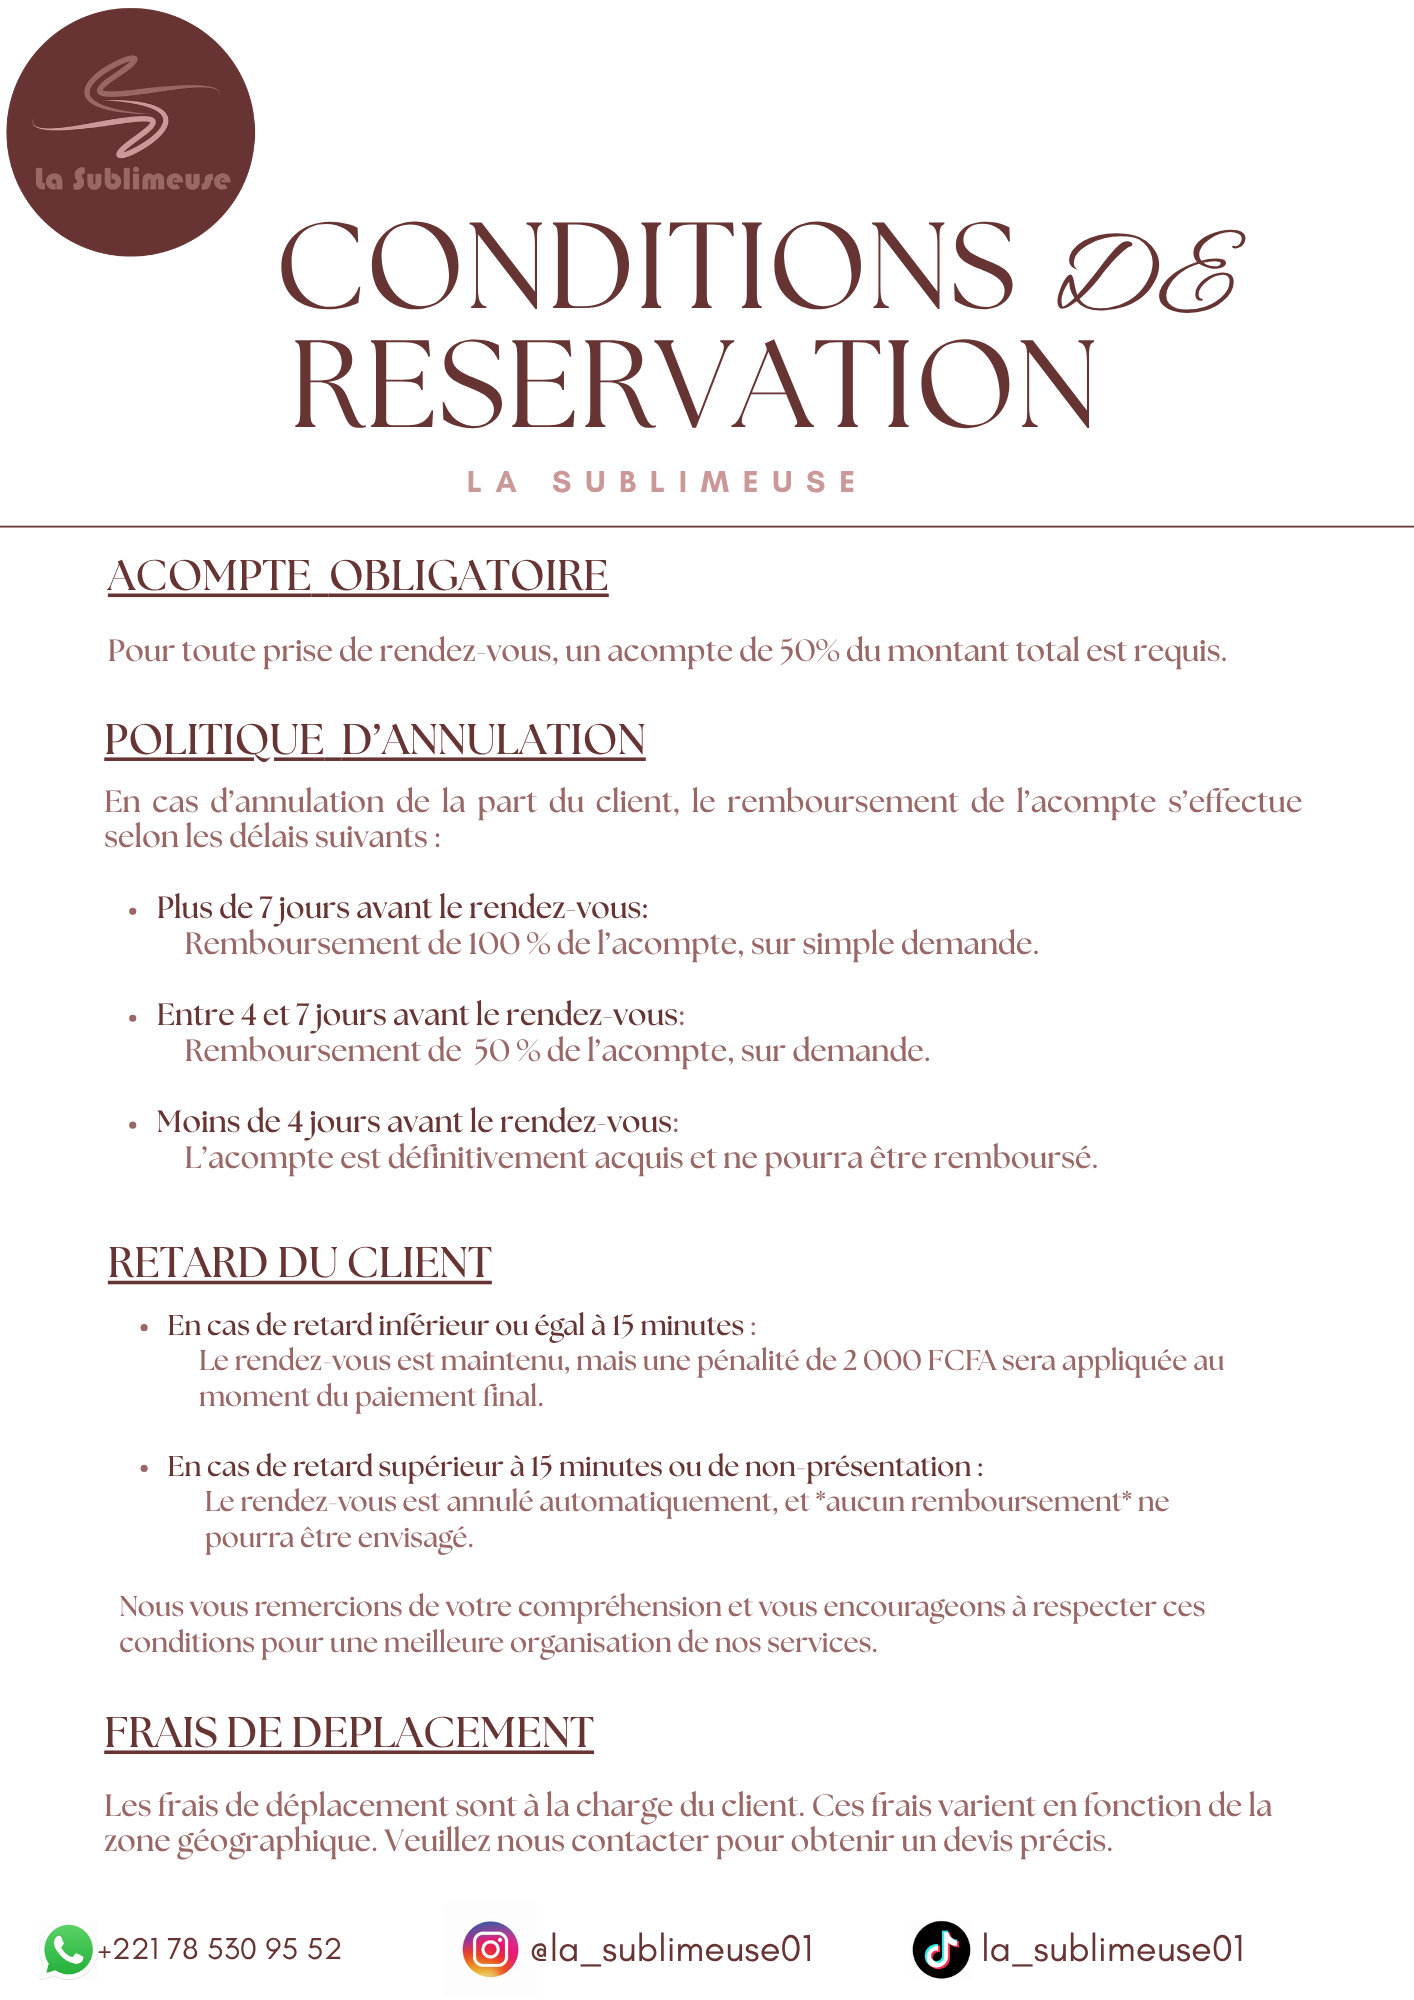 La Sublimeuse
CONDITIONS DE
RESERVATION
LA SUBLIMEUSE
ACOMPTE OBLIGATOIRE
Pour toute prise de rendez-vous, un acompte de 50% du montant total est requis.
POLITIQUE D'ANNULATION
En cas d'annulation de la part du client, le remboursement de l'acompte s'effectue
selon les délais suivants :
• Plus de 7 jours avant le rendez-vous:
Remboursement de 100 % de l'acompte, sur simple demande.
• Entre 4 et 7 jours avant le rendez-vous:
Remboursement de 50 % de l'acompte, sur demande.
• Moins de 4 jours avant le rendez-vous:
L'acompte est définitivement acquis et ne pourra être remboursé.
RETARD DU CLIENT
• En cas de retard inférieur ou égal à 15 minutes :
Le rendez-vous est maintenu, mais une pénalité de 2 000 FCFA sera appliquée au
moment du paiement final.
• En cas de retard supérieur à 15 minutes ou de non-présentation :
Le rendez-vous est annulé automatiquement, et *aucun remboursement* ne
pourra être envisagé.
Nous vous remercions de votre compréhension et vous encourageons à respecter ces
conditions pour une meilleure organisation de nos services.
FRAIS DE DEPLACEMENT
Les frais de déplacement sont à la charge du client. Ces frais varient en fonction de la
zone géographique. Veuillez nous contacter pour obtenir un devis précis.
+221 78 530 95 52 @la_sublimeuse01 la_sublimeuse01